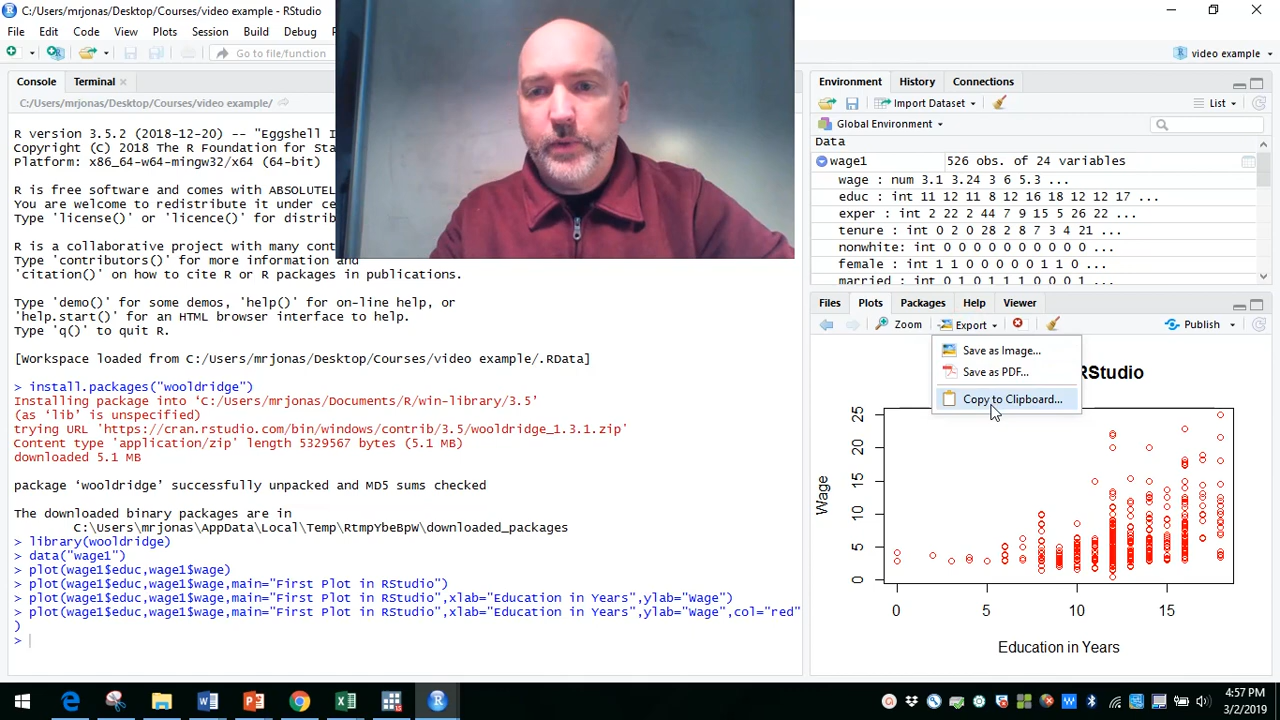 C:/Users/mrjonas/Desktop/Courses/video example - RStudio
File Edit Code View Plots Session Build Debug
Go to file/function
video example
Console Terminal
C:/Users/mrjonas/Desktop/Courses/video example/
R version 3.5.2 (2018-12-20) -- "Eggshell
Copyright (C) 2018 The R Foundation for
Platform: x86_64-w64-mingw32/x64 (64-bit)
R is free software and comes with ABSOLUTEL
You are welcome to redistribute it under
Type 'license()' or 'licence()' for
R is a collaborative project with many
Type 'contributors()' for more information and
'citation()' on how to cite R or R packages in publications.
Type 'demo()' for some demos, 'help()' for on-line help, or
'help.start()' for an HTML browser interface to help.
Type 'q()' to quit R.
[Workspace loaded from C:/Users/mrjonas/Desktop/Courses/video example/.RData]
> install.packages("wooldridge")
Installing package into ‘C:/Users/mrjonas/Documents/R/win-library/3.5’
(as ‘lib’ is unspecified)
trying URL 'https://cran.rstudio.com/bin/windows/contrib/3.5/wooldridge_1.3.1.zip'
Content type 'application/zip' length 5329567 bytes (5.1 MB)
downloaded 5.1 MB
package ‘wooldridge’ successfully unpacked and MD5 sums checked
The downloaded binary packages are in
C:\Users\mrjonas\AppData\Local\Temp\RtmpYbeBpW\downloaded_packages
> library(wooldridge)
> data("wage1")
> plot(wage1$educ,wage1$wage)
> plot(wage1$educ,wage1$wage,main="First Plot in RStudio")
> plot(wage1$educ,wage1$wage,main="First Plot in RStudio",xlab="Education in Years",ylab="Wage")
> plot(wage1$educ,wage1$wage,main="First Plot in RStudio",xlab="Education in Years",ylab="Wage",col="red"
)
>
Environment History Connections
Import Dataset List
Global Environment
Data
wage1 526 obs. of 24 variables
wage : num 3.1 3.24 3 6 5.3 ...
educ : int 11 12 11 8 12 16 18 12 12 17 ...
exper : int 2 22 2 44 7 9 15 5 26 22 ...
tenure : int 0 2 0 28 2 8 7 3 4 21 ...
nonwhite: int 0 0 0 0 0 0 0 0 0 0 ...
female : int 1 1 0 0 0 0 0 1 1 0 ...
married : int 0 1 0 1 1 1 0 0 0 1 ...
Files Plots Packages Help Viewer
Zoom Export Publish
Save as Image...
Save as PDF...
Copy to Clipboard...
RStudio
25
20
15
10
5
0
Wage
0 5 10 15
Education in Years
4:57 PM
3/2/2019